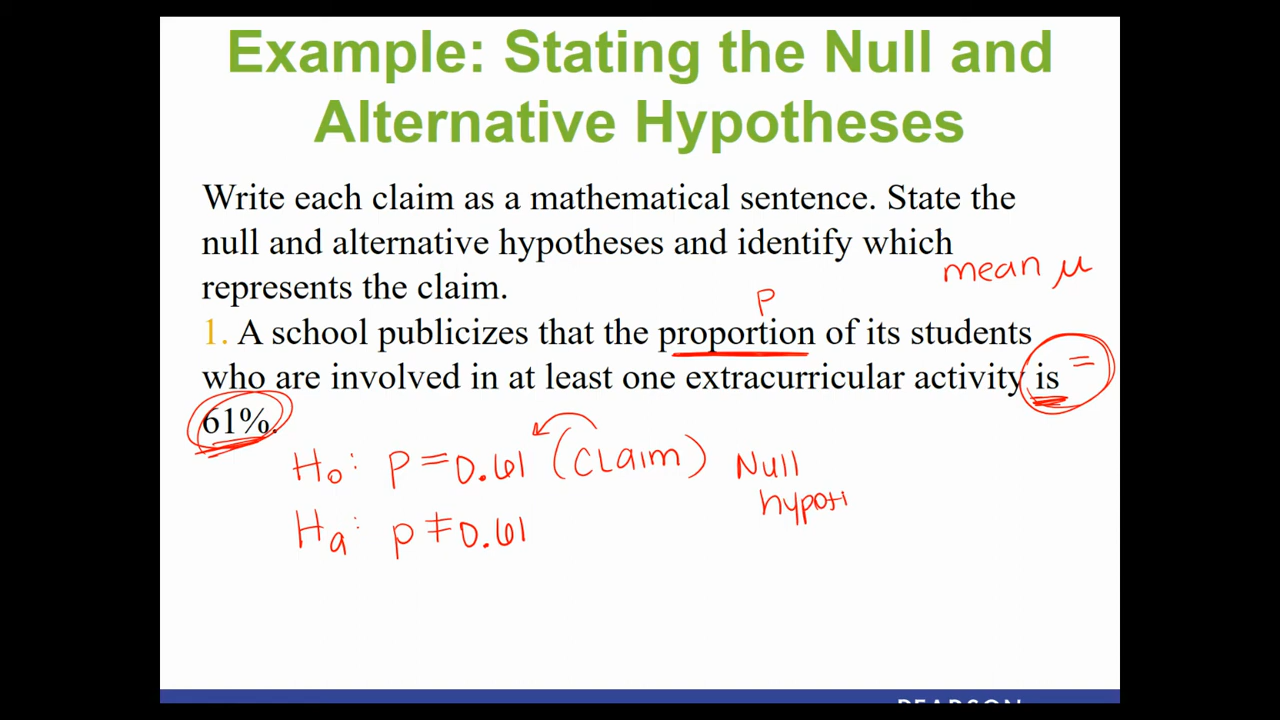 Example: Stating the Null and
Alternative Hypotheses
Write each claim as a mathematical sentence. State the
null and alternative hypotheses and identify which
mean μ
represents the claim.
P
1. A school publicizes that the proportion of its students
=
who are involved in at least one extracurricular activity is
61%.
H₀: P = 0.61 (CLaim) Null
hypoti
Hₐ: p ≠ 0.61
PEARSON